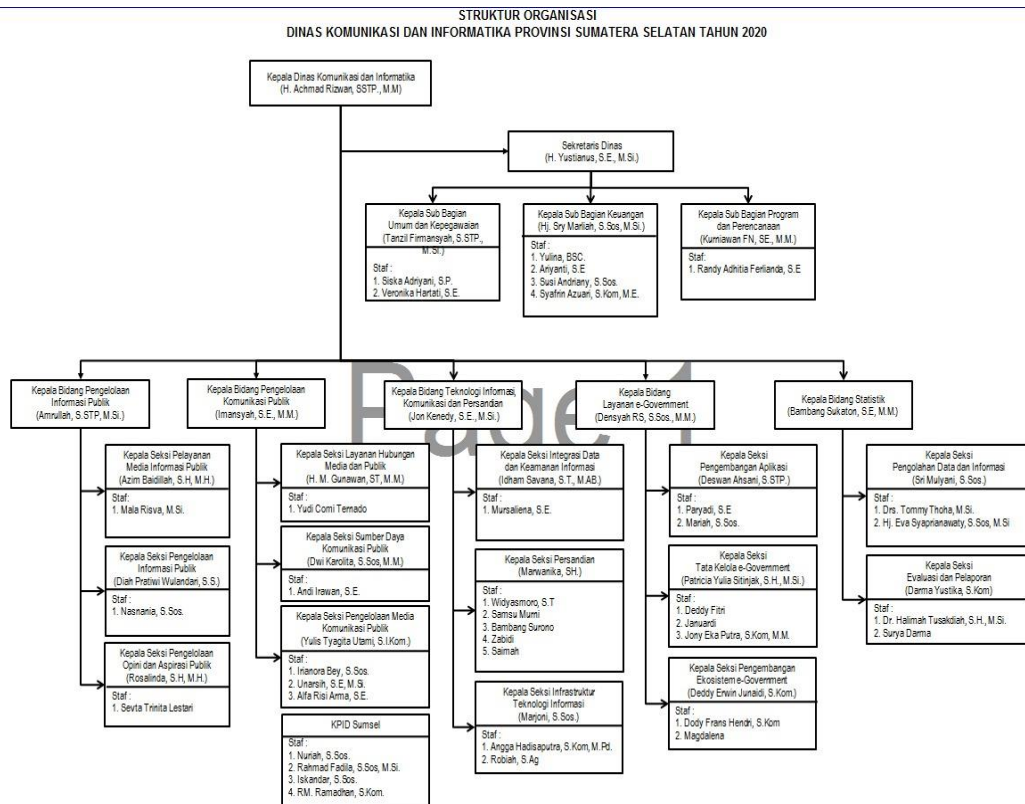 STRUKTUR ORGANISASI
DINAS KOMUNIKASI DAN INFORMATIKA PROVINSI SUMATERA SELATAN TAHUN 2020
Kepala Dinas Komunikasi dan Informatika
(H. Achmad Rizwan, SSTP., M.M)
Sekretaris Dinas
(H. Yustianus, S.E., M.Si.)
Kepala Sub Bagian
Umum dan Kepegawaian
(Tanzil Firmansyah, S.STP.,
M.Si.)
Staf :
1. Siska Adriyani, S.P.
2. Veronika Hartati, S.E.
Kepala Sub Bagian Keuangan
(Hj. Sry Marliah, S.Sos, M.Si.)
Staf :
1. Yulina, BSC.
2. Ariyanti, S.E
3. Susi Andriany, S.Sos.
4. Syafrin Azuari, S.Kom, M.E.
Kepala Sub Bagian Program
dan Perencanaan
(Kurniawan FN, SE., M.M.)
Staf:
1. Randy Adhitia Ferlianda, S.E
Page 1
Kepala Bidang Pengelolaan
Informasi Publik
(Amrullah, S.STP, M.Si.)
Kepala Seksi Pelayanan
Media Informasi Publik
(Azim Baidillah, S.H, M.H.)
Staf:
1. Mala Risva, M.Si.
Kepala Seksi Pengelolaan
Informasi Publik
(Diah Pratiwi Wulandari, S.S.)
Staf :
1. Nasnania, S.Sos.
Kepala Seksi Pengelolaan
Opini dan Aspirasi Publik
(Rosalinda, S.H, M.H.)
Staf :
1. Sevta Trinita Lestari
Kepala Bidang Pengelolaan
Komunikasi Publik
(Imansyah, S.E., M.M.)
Kepala Seksi Layanan Hubungan
Media dan Publik
(H. M. Gunawan, ST, M.M.)
Staf :
1. Yudi Comi Ternado
Kepala Seksi Sumber Daya
Komunikasi Publik
(Dwi Karolita, S.Sos, M.M.)
Staf :
1. Andi Irawan, S.E.
Kepala Seksi Pengelolaan Media
Komunikasi Publik
(Yulis Tyagita Utami, S.I.Kom.)
Staf :
1. Irianora Bey, S.Sos.
2. Unarsih, S.E, M.Si.
3. Alfa Risi Arma, S.E.
KPID Sumsel
Staf :
1. Nuriah, S.Sos.
2. Rahmad Fadila, S.Sos, M.Si.
3. Iskandar, S.Sos.
4. RM. Ramadhan, S.Kom.
Kepala Bidang Teknologi Informasi,
Komunikasi dan Persandian
(Jon Kenedy, S.E., M.Si.)
Kepala Seksi Integrasi Data
dan Keamanan Informasi
(Idham Savana, S.T., M.AB.)
Staf :
1. Mursaliena, S.E.
Kepala Seksi Persandian
(Marwanika, SH.)
Staf :
1. Widyasmoro, S.T
2. Samsu Murni
3. Bambang Surono
4. Zabidi
5. Saimah
Kepala Seksi Infrastruktur
Teknologi Informasi
(Marjoni, S.Sos.)
Staf :
1. Angga Hadisaputra, S.Kom, M.Pd.
2. Robiah, S.Ag
Kepala Bidang
Layanan e-Government
(Densyah RS, S.Sos., M.M.)
Kepala Seksi
Pengembangan Aplikasi
(Deswan Ahsani, S.STP.)
Staf :
1. Paryadi, S.E
2. Mariah, S.Sos.
Kepala Seksi
Tata Kelola e-Government
(Patricia Yulia Sitinjak, S.H., M.Si.)
Staf :
1. Deddy Fitri
2. Januardi
3. Jony Eka Putra, S.Kom, M.M.
Kepala Seksi Pengembangan
Ekosistem e-Government
(Deddy Erwin Junaidi, S.Kom.)
Staf :
1. Dody Frans Hendri, S.Kom
2. Magdalena
Kepala Bidang Statistik
(Bambang Sukaton, S.E, M.M.)
Kepala Seksi
Pengolahan Data dan Informasi
(Sri Mulyani, S.Sos.)
Staf :
1. Drs. Tommy Thoha, M.Si.
2. Hj. Eva Syaprianawaty, S.Sos, M.Si
Kepala Seksi
Evaluasi dan Pelaporan
(Darma Yustika, S.Kom)
Staf :
1. Dr. Halimah Tusakdiah, S.H., M.Si.
2. Surya Darma